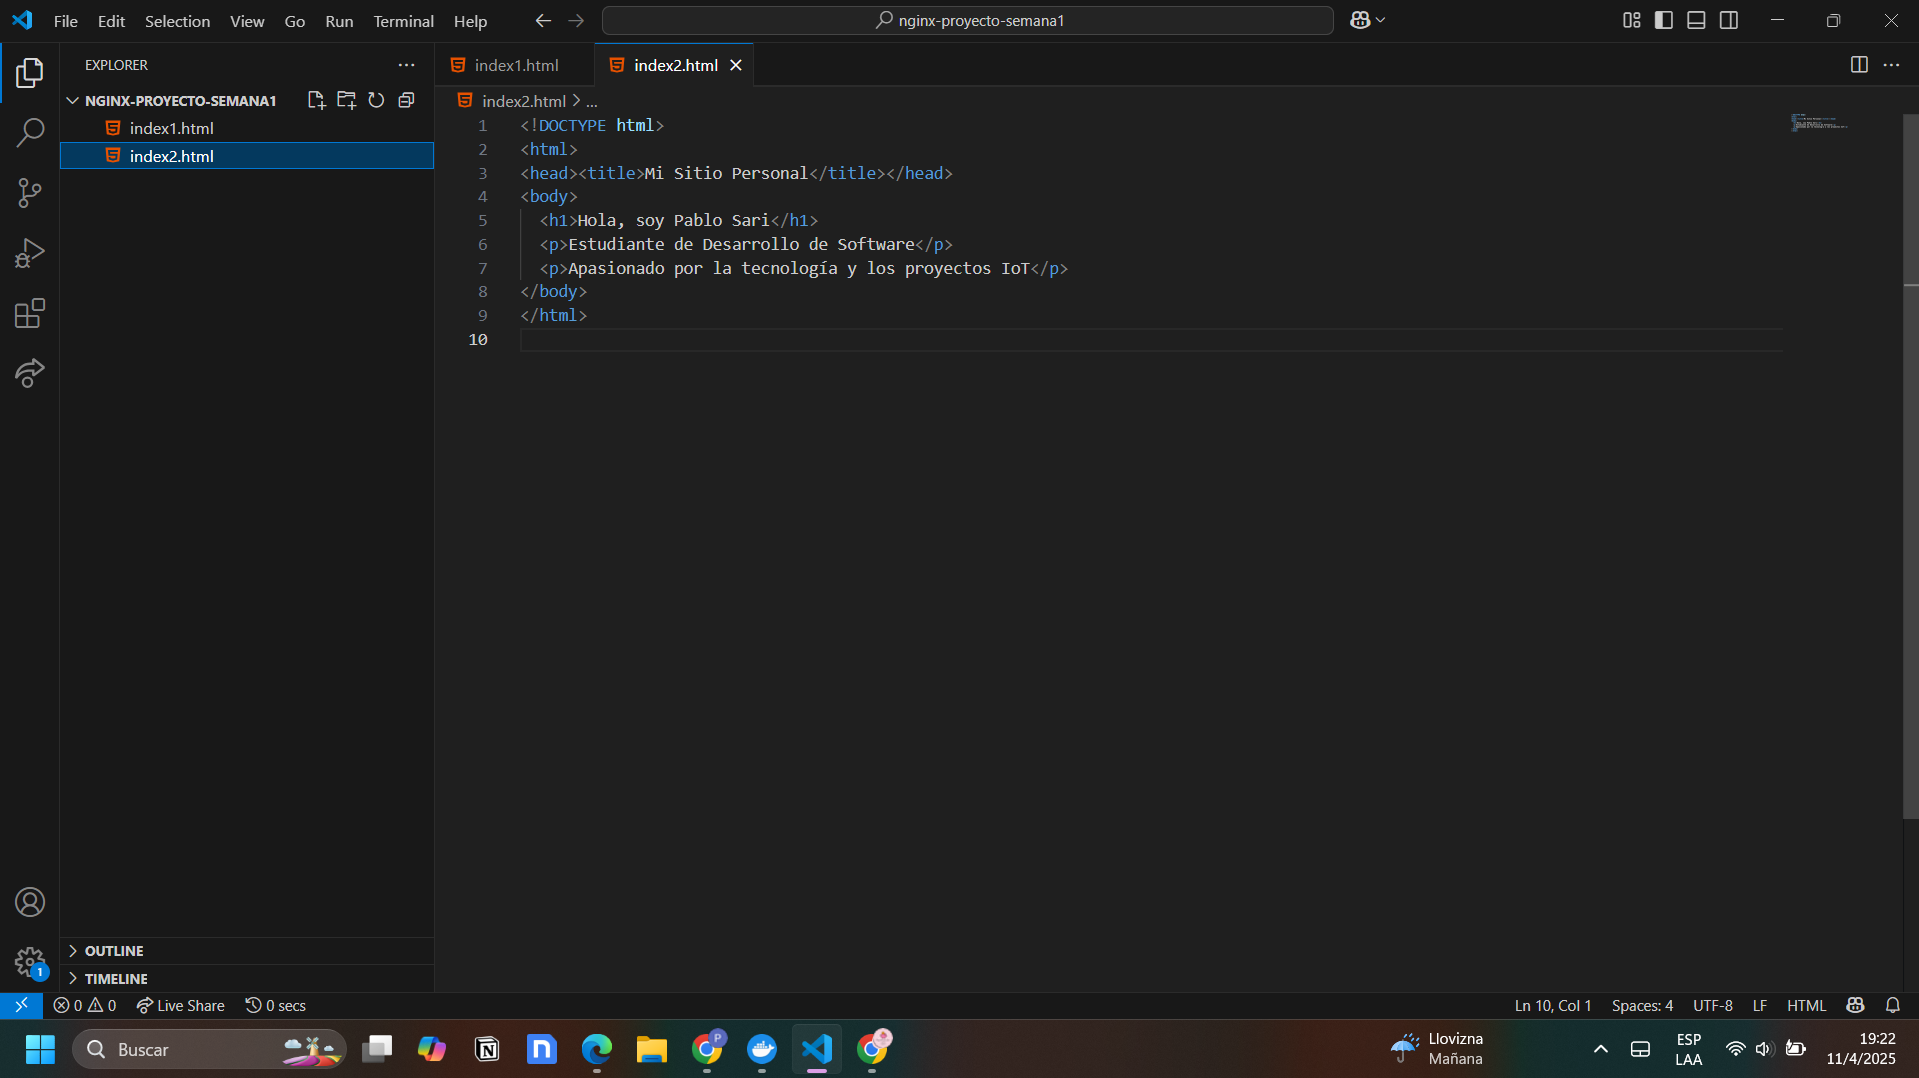 File Edit Selection View Go Run Terminal Help
nginx-proyecto-semana1
EXPLORER
NGINX-PROYECTO-SEMANA1
index1.html
index2.html
OUTLINE
TIMELINE
index1.html
index2.html
index2.html > ...
1 <!DOCTYPE html>
2 <html>
3 <head><title>Mi Sitio Personal</title></head>
4 <body>
5 <h1>Hola, soy Pablo Sari</h1>
6 <p>Estudiante de Desarrollo de Software</p>
7 <p>Apasionado por la tecnología y los proyectos IoT</p>
8 </body>
9 </html>
10
1
0 0 Live Share 0 secs
Ln 10, Col 1 Spaces: 4 UTF-8 LF HTML
Buscar
P
Llovizna
Mañana
ESP
LAA
19:22
11/4/2025